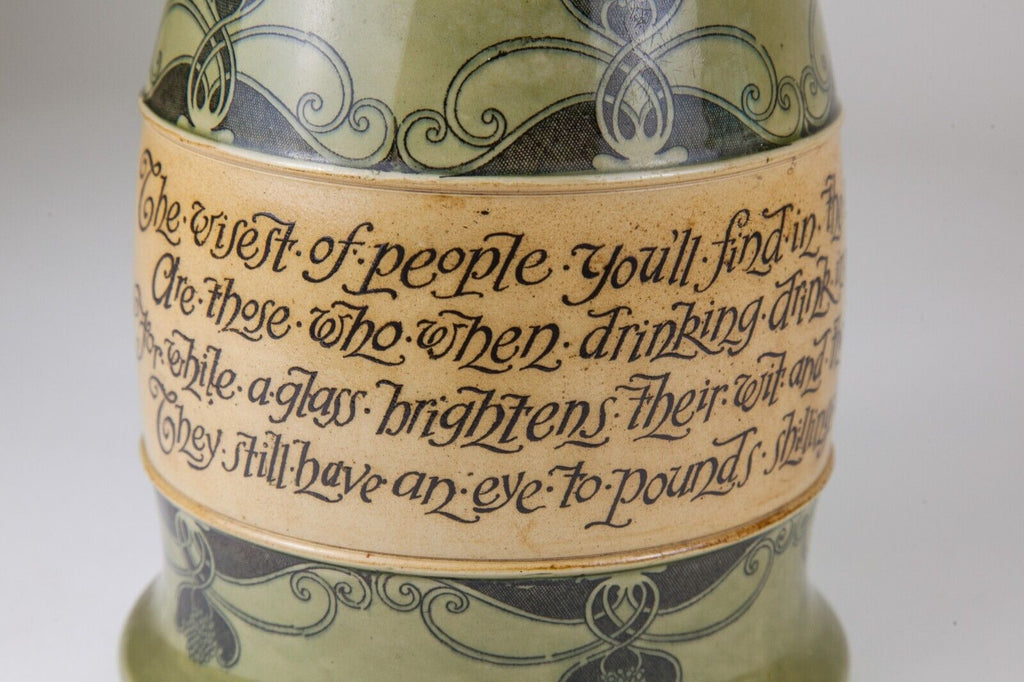 The·wisest·of·people·you'll·find·in·the
Are·those·who·when·drinking·drink
For·while·a·glass·brightens·their·wit·and
They·still·have·an·eye·to·pounds·shilling